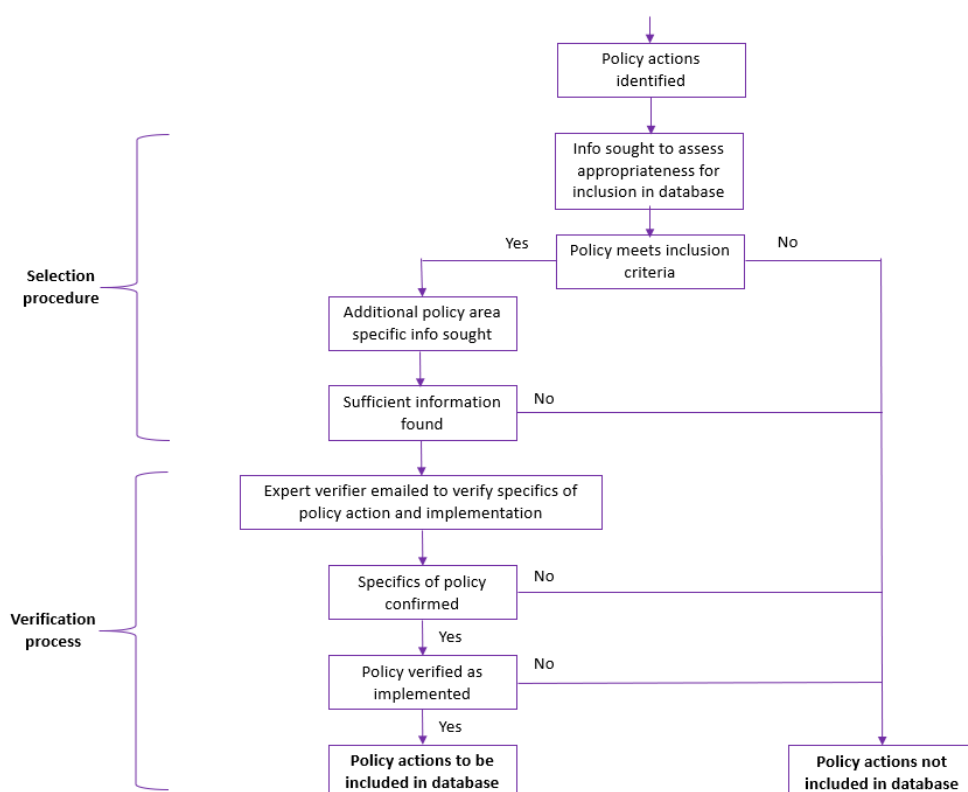 Policy actions
identified
Info sought to assess
appropriateness for
inclusion in database
Yes
Policy meets inclusion
criteria
No
Selection
procedure
Additional policy area
specific info sought
Sufficient information
found
No
Expert verifier emailed to verify specifics of
policy action and implementation
Specifics of policy
confirmed
No
Verification
process
Yes
Policy verified as
implemented
No
Yes
Policy actions to be
included in database
Policy actions not
included in database